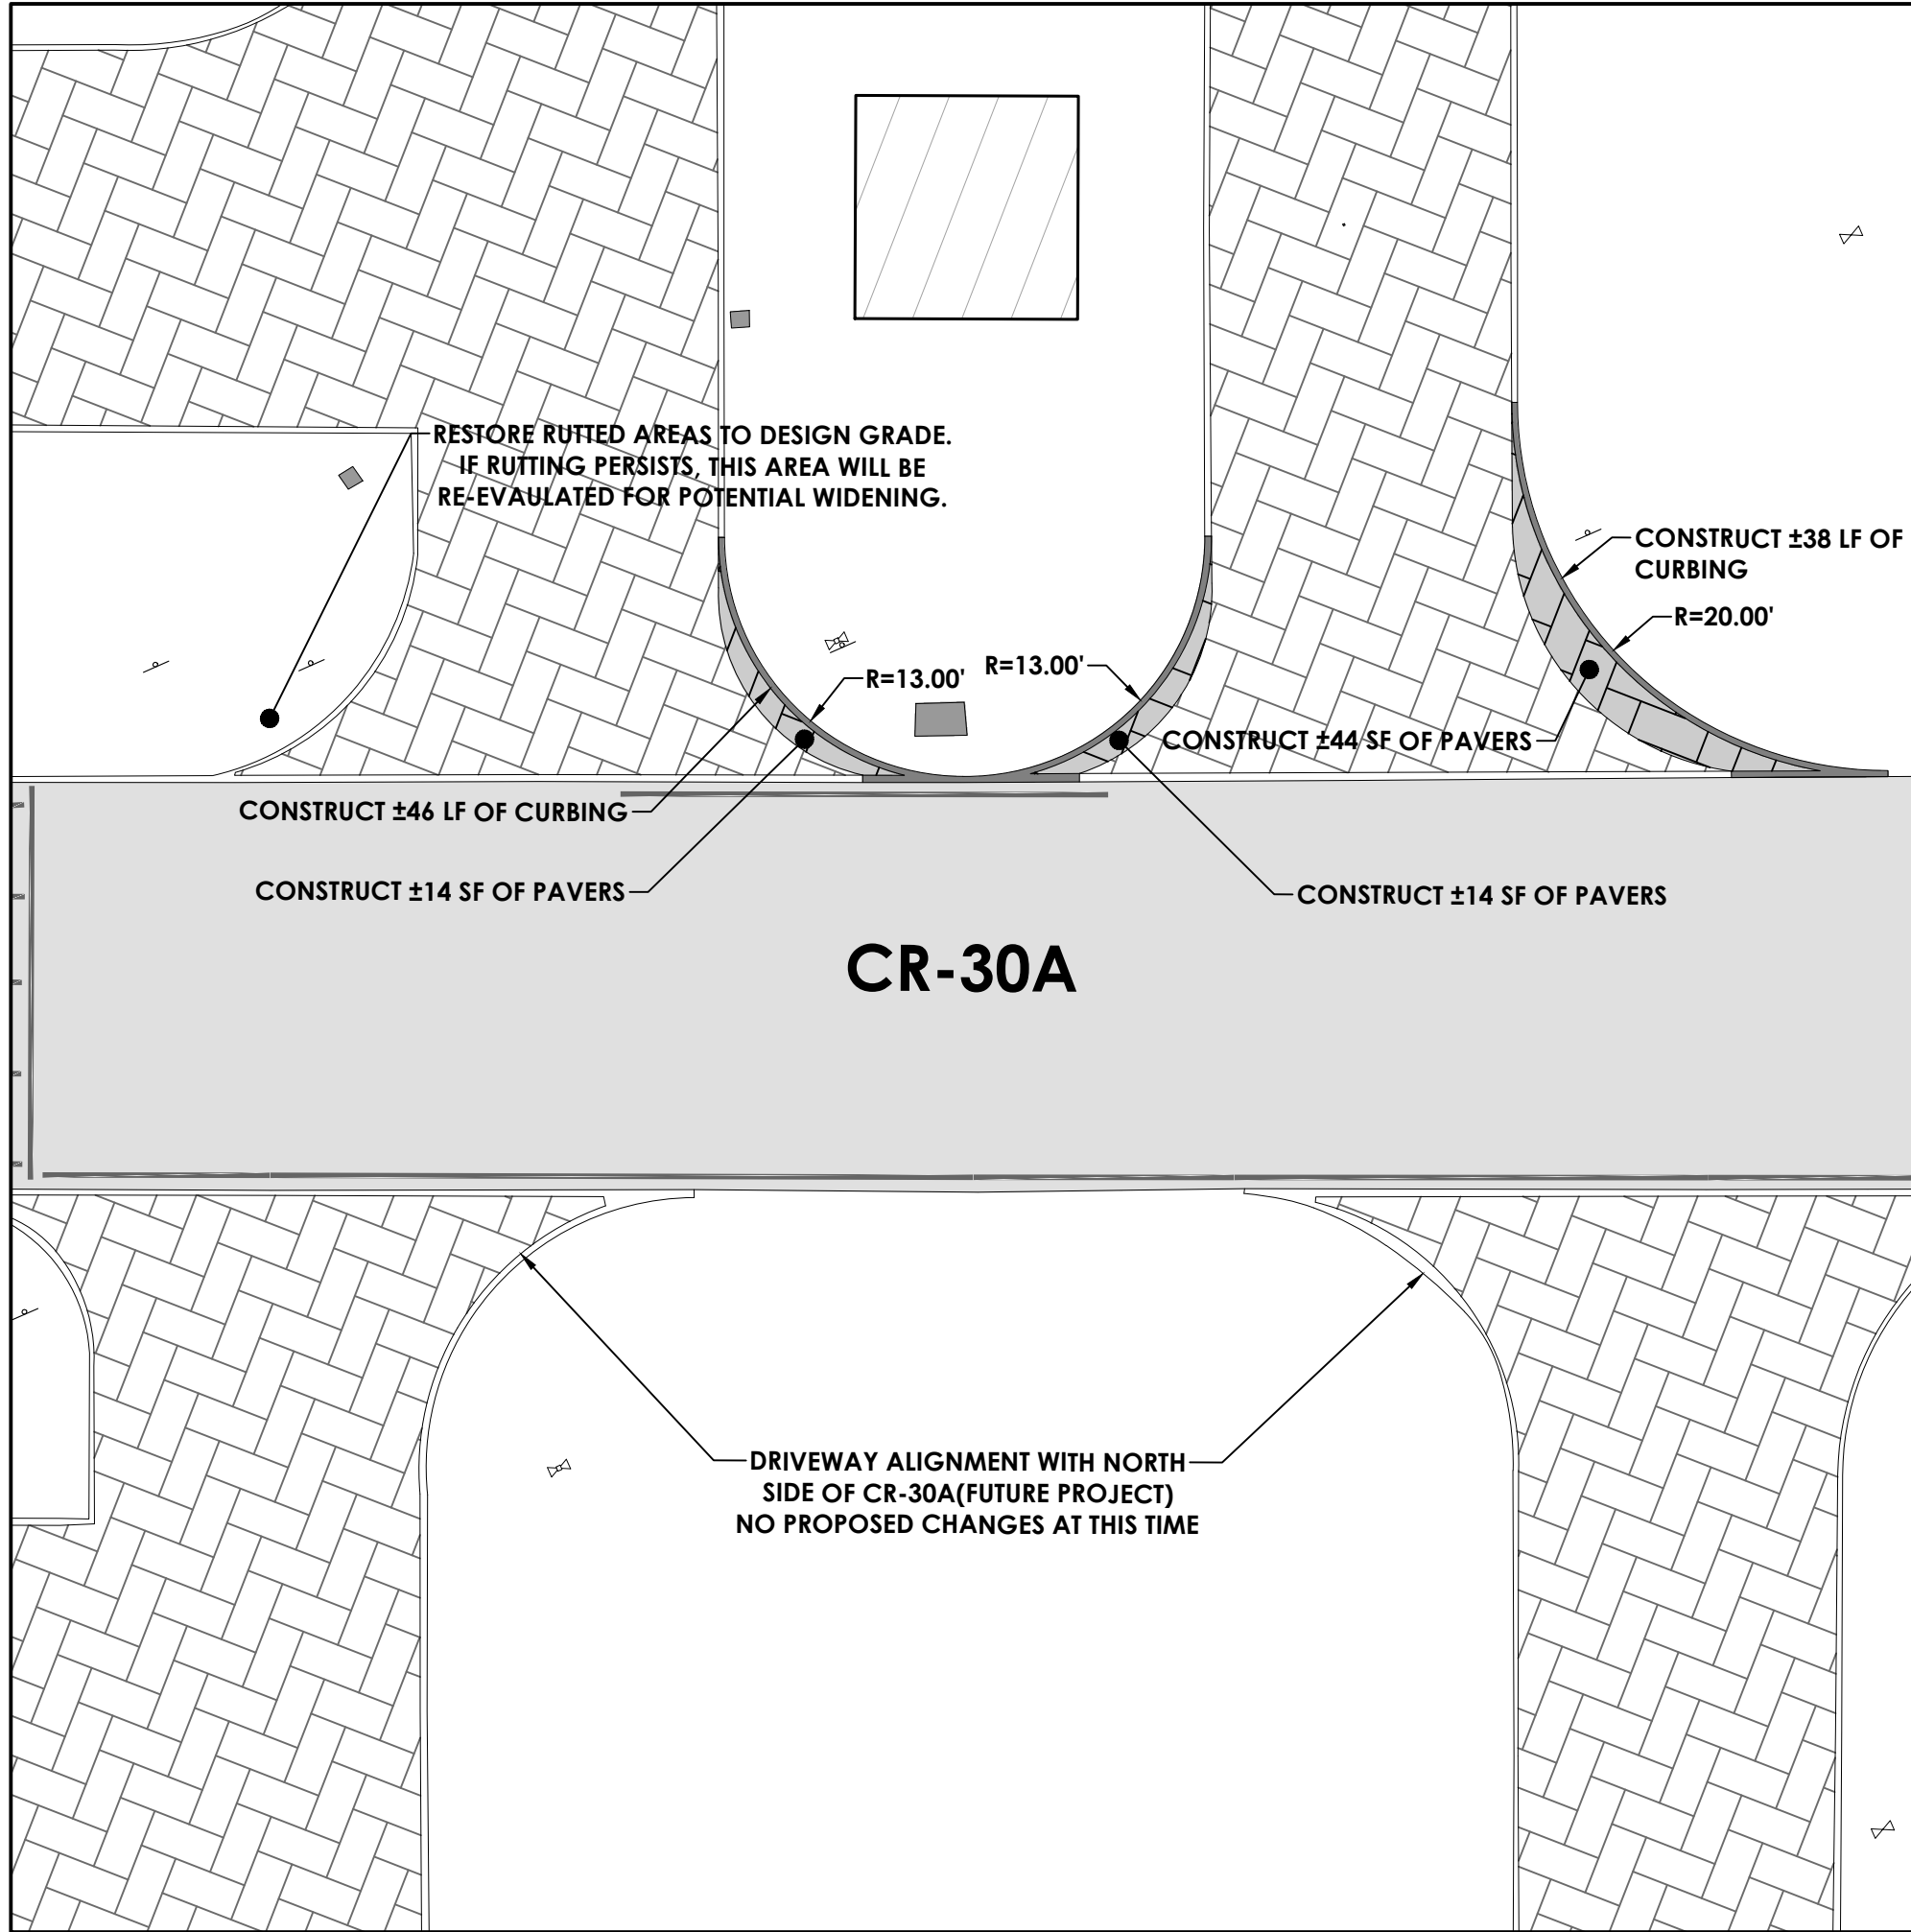 RESTORE RUTTED AREAS TO DESIGN GRADE.
IF RUTTING PERSISTS, THIS AREA WILL BE
RE-EVAULATED FOR POTENTIAL WIDENING.
CONSTRUCT ±38 LF OF
CURBING
R=20.00'
R=13.00'
R=13.00'
CONSTRUCT ±44 SF OF PAVERS
CONSTRUCT ±46 LF OF CURBING
CONSTRUCT ±14 SF OF PAVERS
CONSTRUCT ±14 SF OF PAVERS
CR-30A
DRIVEWAY ALIGNMENT WITH NORTH
SIDE OF CR-30A(FUTURE PROJECT)
NO PROPOSED CHANGES AT THIS TIME